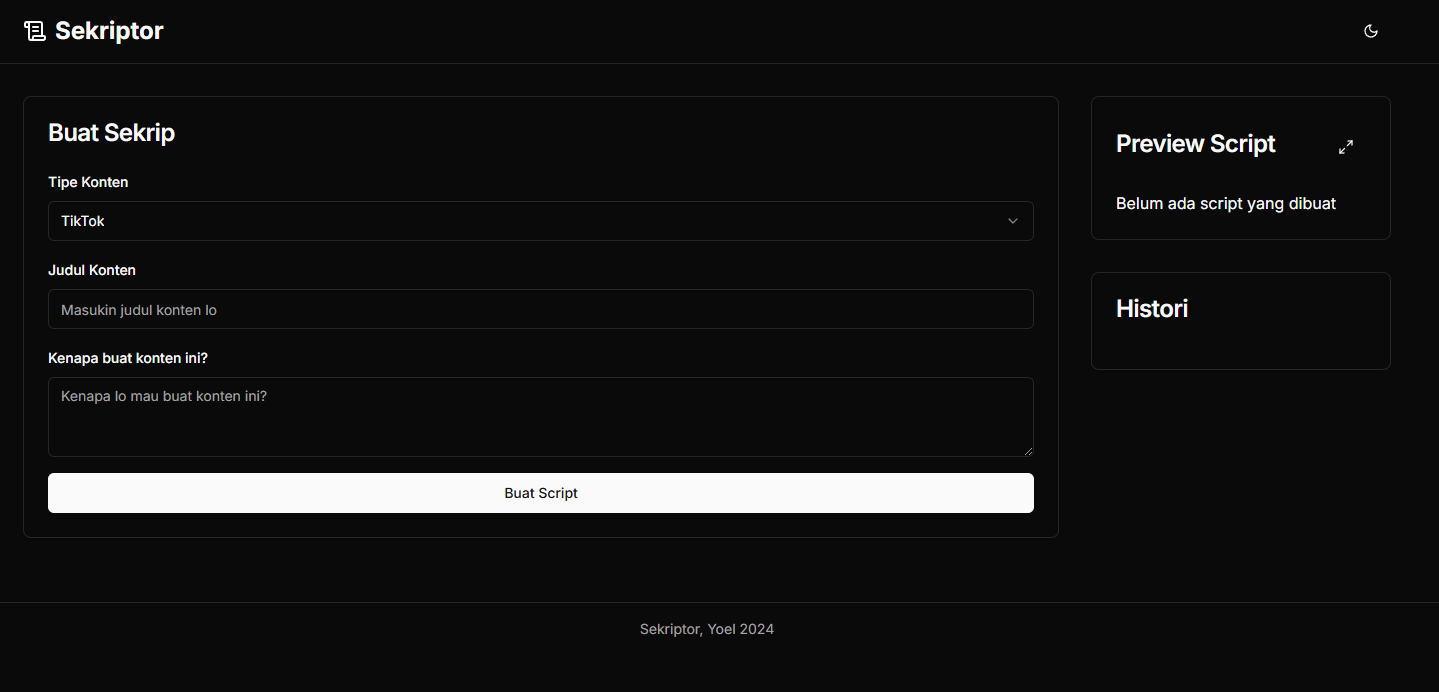 Sekriptor
Buat Sekrip
Tipe Konten
TikTok
Judul Konten
Masukin judul konten lo
Kenapa buat konten ini?
Kenapa lo mau buat konten ini?
Buat Script
Preview Script
Belum ada script yang dibuat
Histori
Sekriptor, Yoel 2024